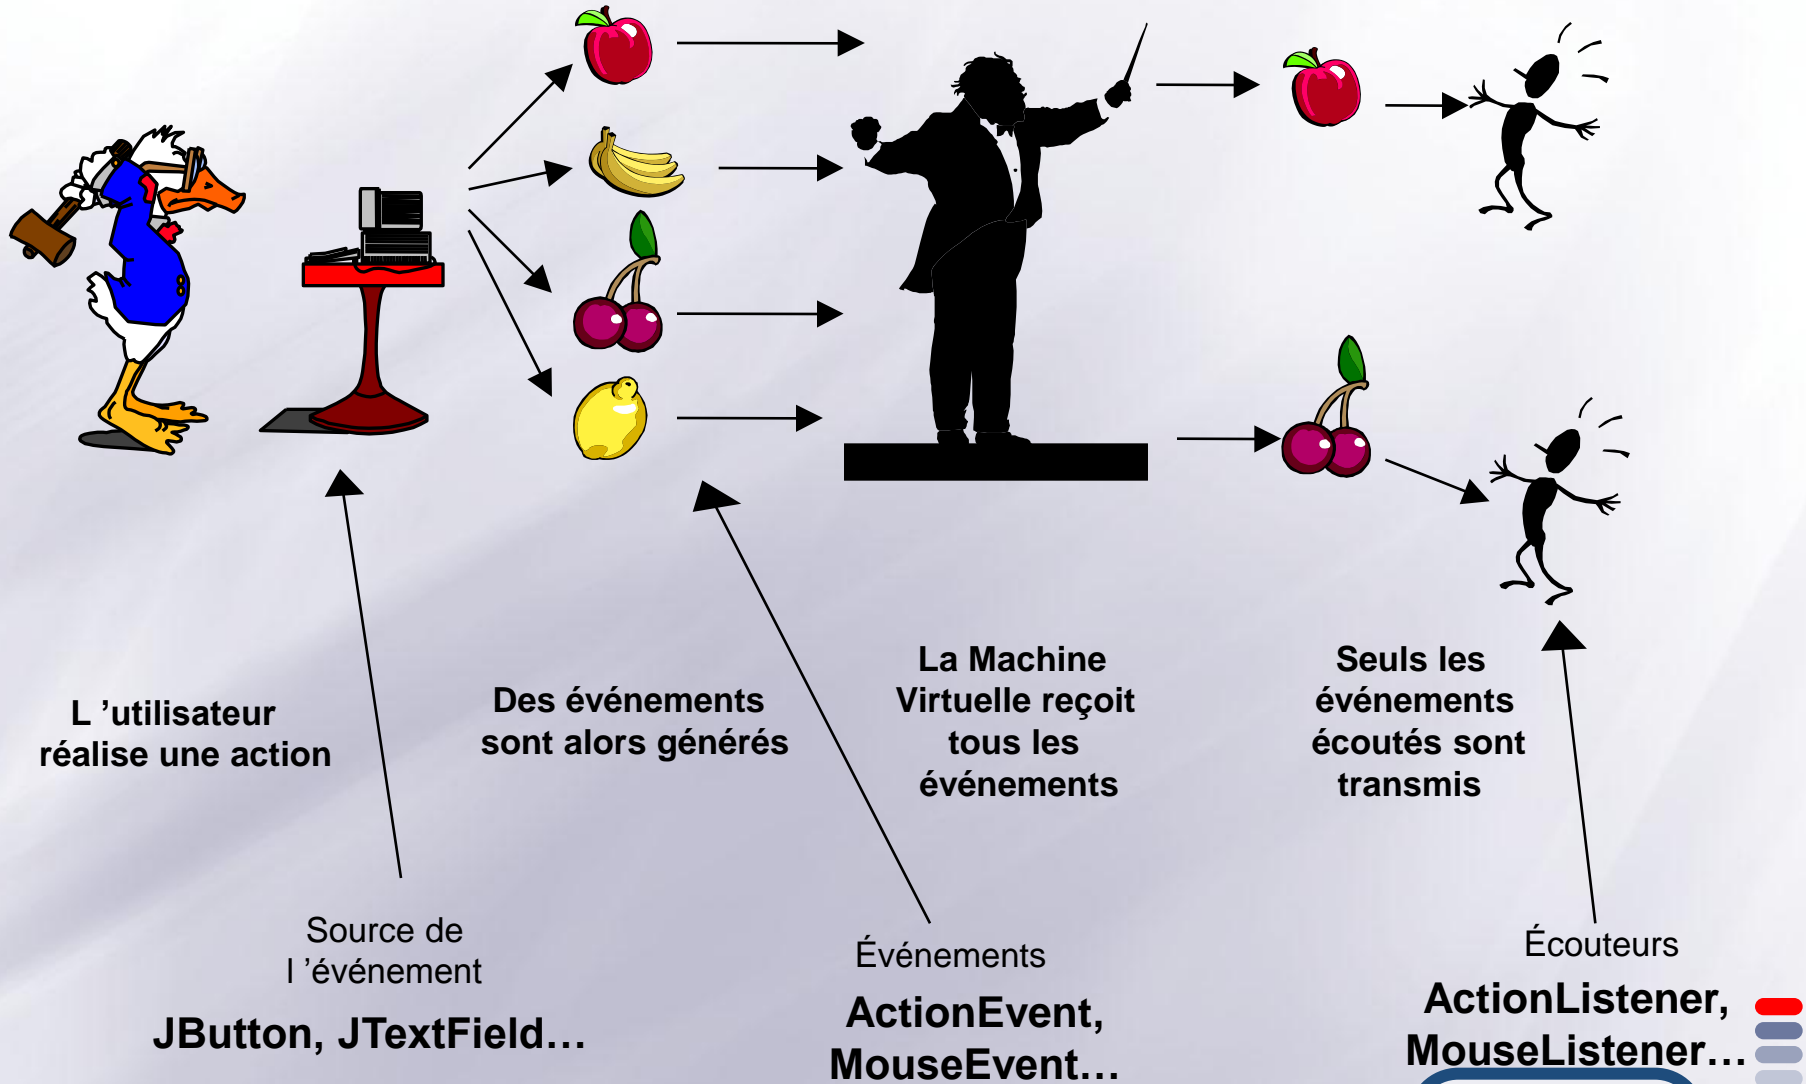 L ’utilisateur
réalise une action
Des événements
sont alors générés
La Machine
Virtuelle reçoit
tous les
événements
Seuls les
événements
écoutés sont
transmis
Source de
l ’événement
JButton, JTextField…
Événements
ActionEvent,
MouseEvent…
Écouteurs
ActionListener,
MouseListener…